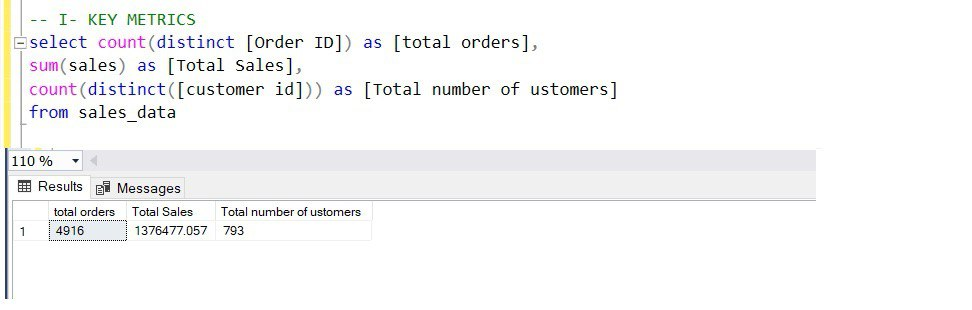 -- I- KEY METRICS
select count(distinct [Order ID]) as [total orders],
sum(sales) as [Total Sales],
count(distinct([customer id])) as [Total number of ustomers]
from sales_data
110 %
Results Messages
total orders Total Sales Total number of ustomers
1 4916 1376477.057 793